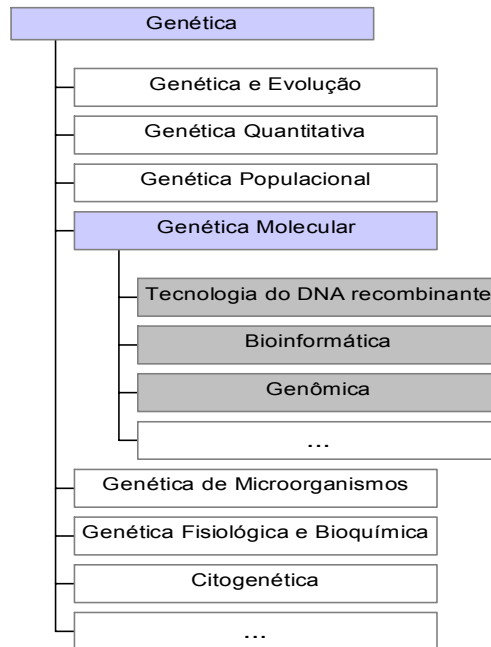 Genética
Genética e Evolução
Genética Quantitativa
Genética Populacional
Genética Molecular
Tecnologia do DNA recombinante
Bioinformática
Genômica
...
Genética de Microorganismos
Genética Fisiológica e Bioquímica
Citogenética
...